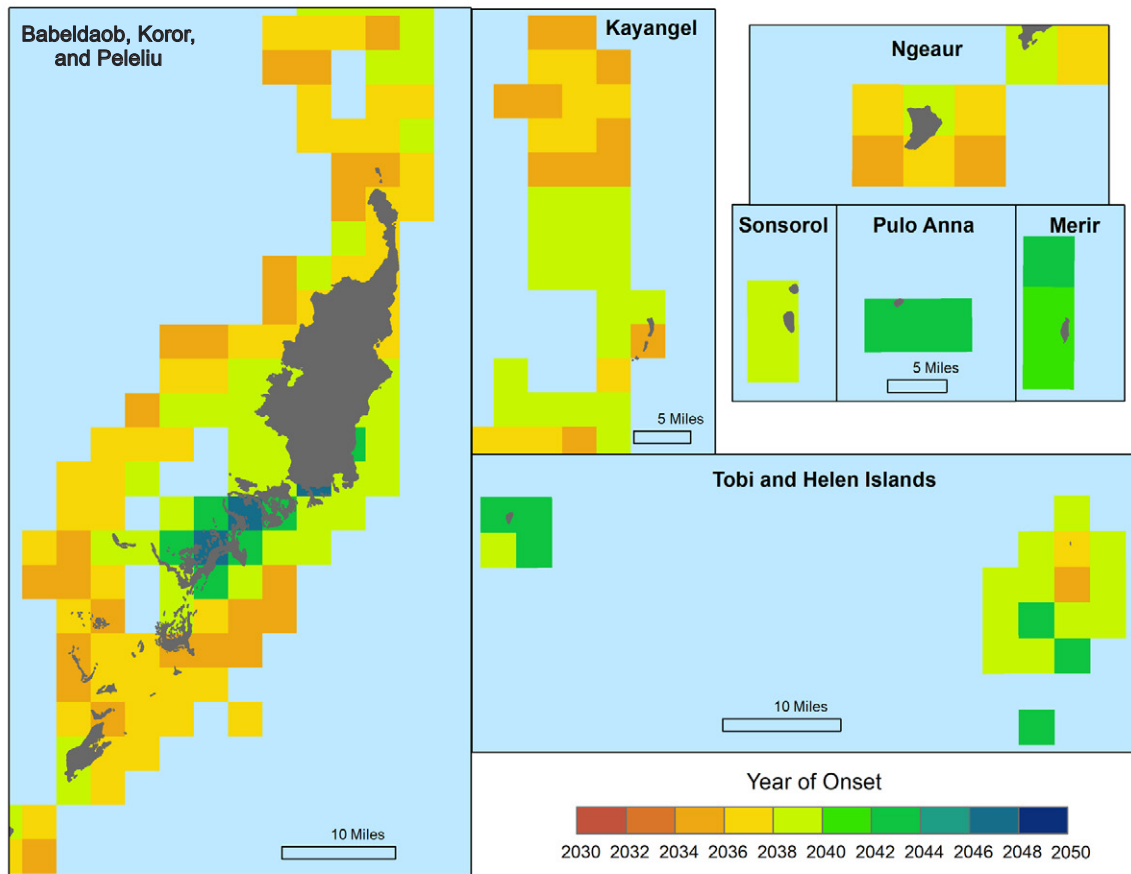 Babeldaob, Koror,
and Peleliu
10 Miles
Kayangel
5 Miles
Ngeaur
Sonsorol
Pulo Anna
5 Miles
Merir
Tobi and Helen Islands
10 Miles
Year of Onset
2030 2032 2034 2036 2038 2040 2042 2044 2046 2048 2050